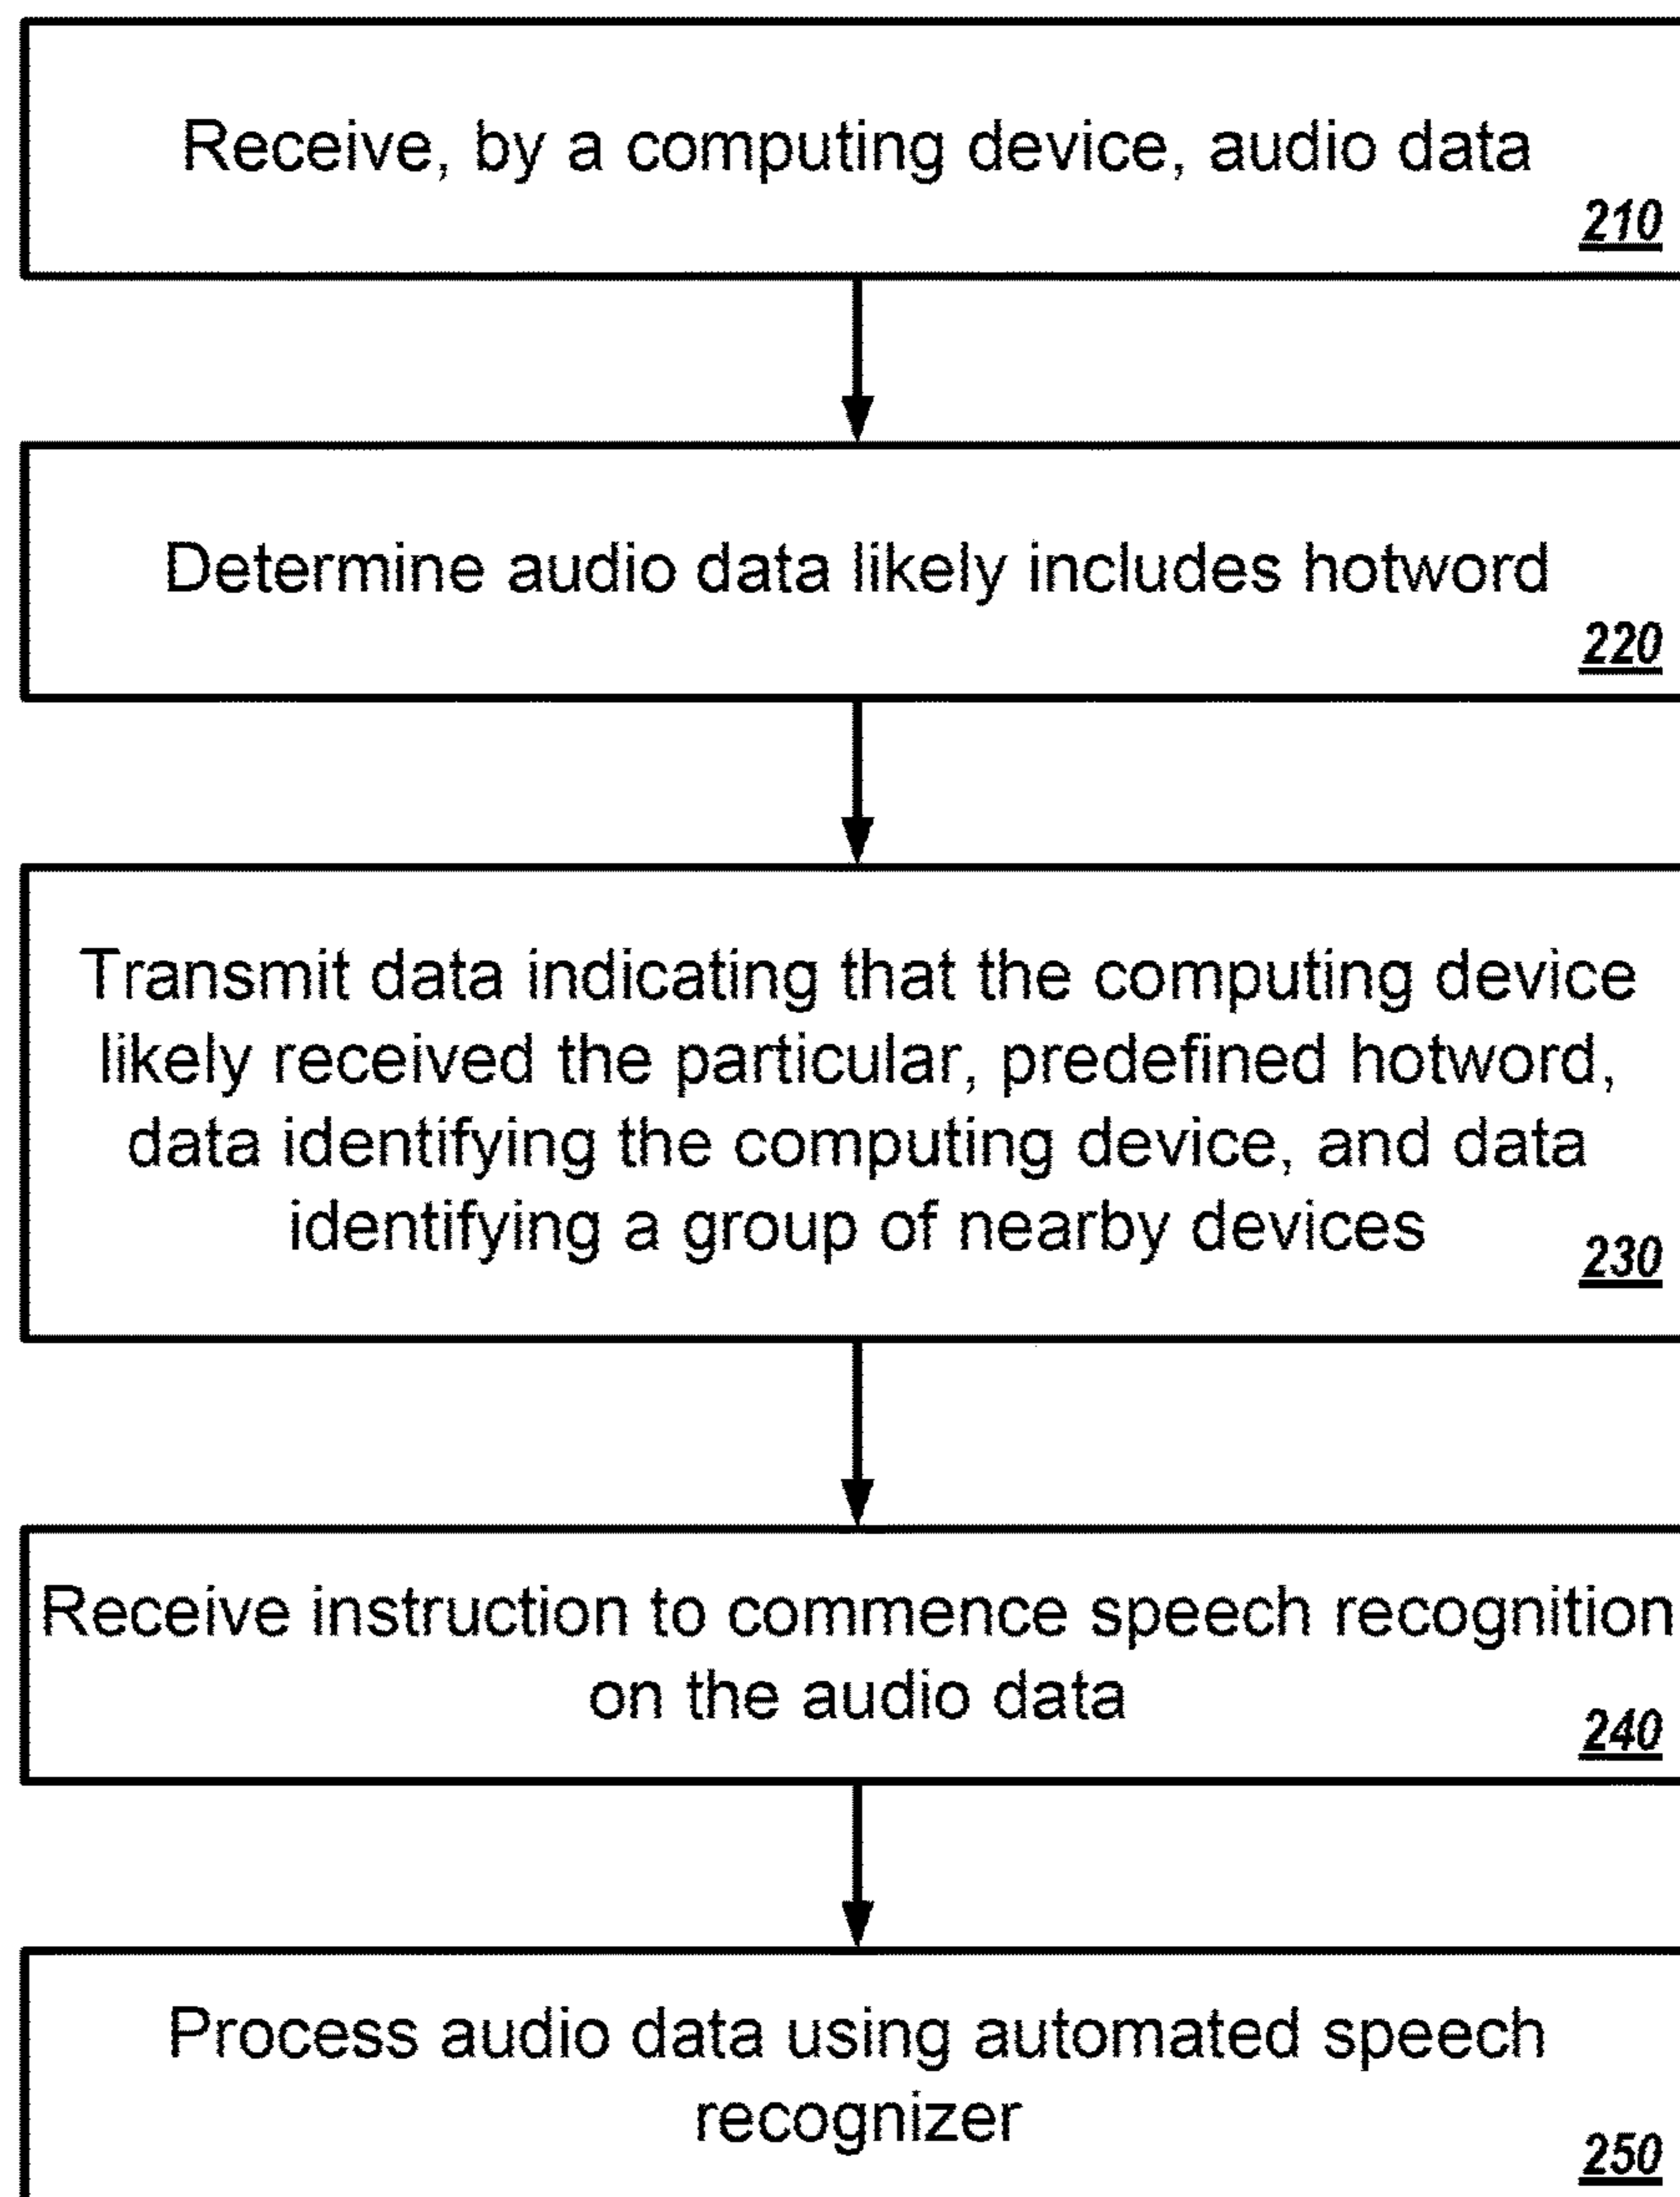 Receive, by a computing device, audio data
210
Determine audio data likely includes hotword
220
Transmit data indicating that the computing device
likely received the particular, predefined hotword,
data identifying the computing device, and data
identifying a group of nearby devices
230
Receive instruction to commence speech recognition
on the audio data
240
Process audio data using automated speech
recognizer
250